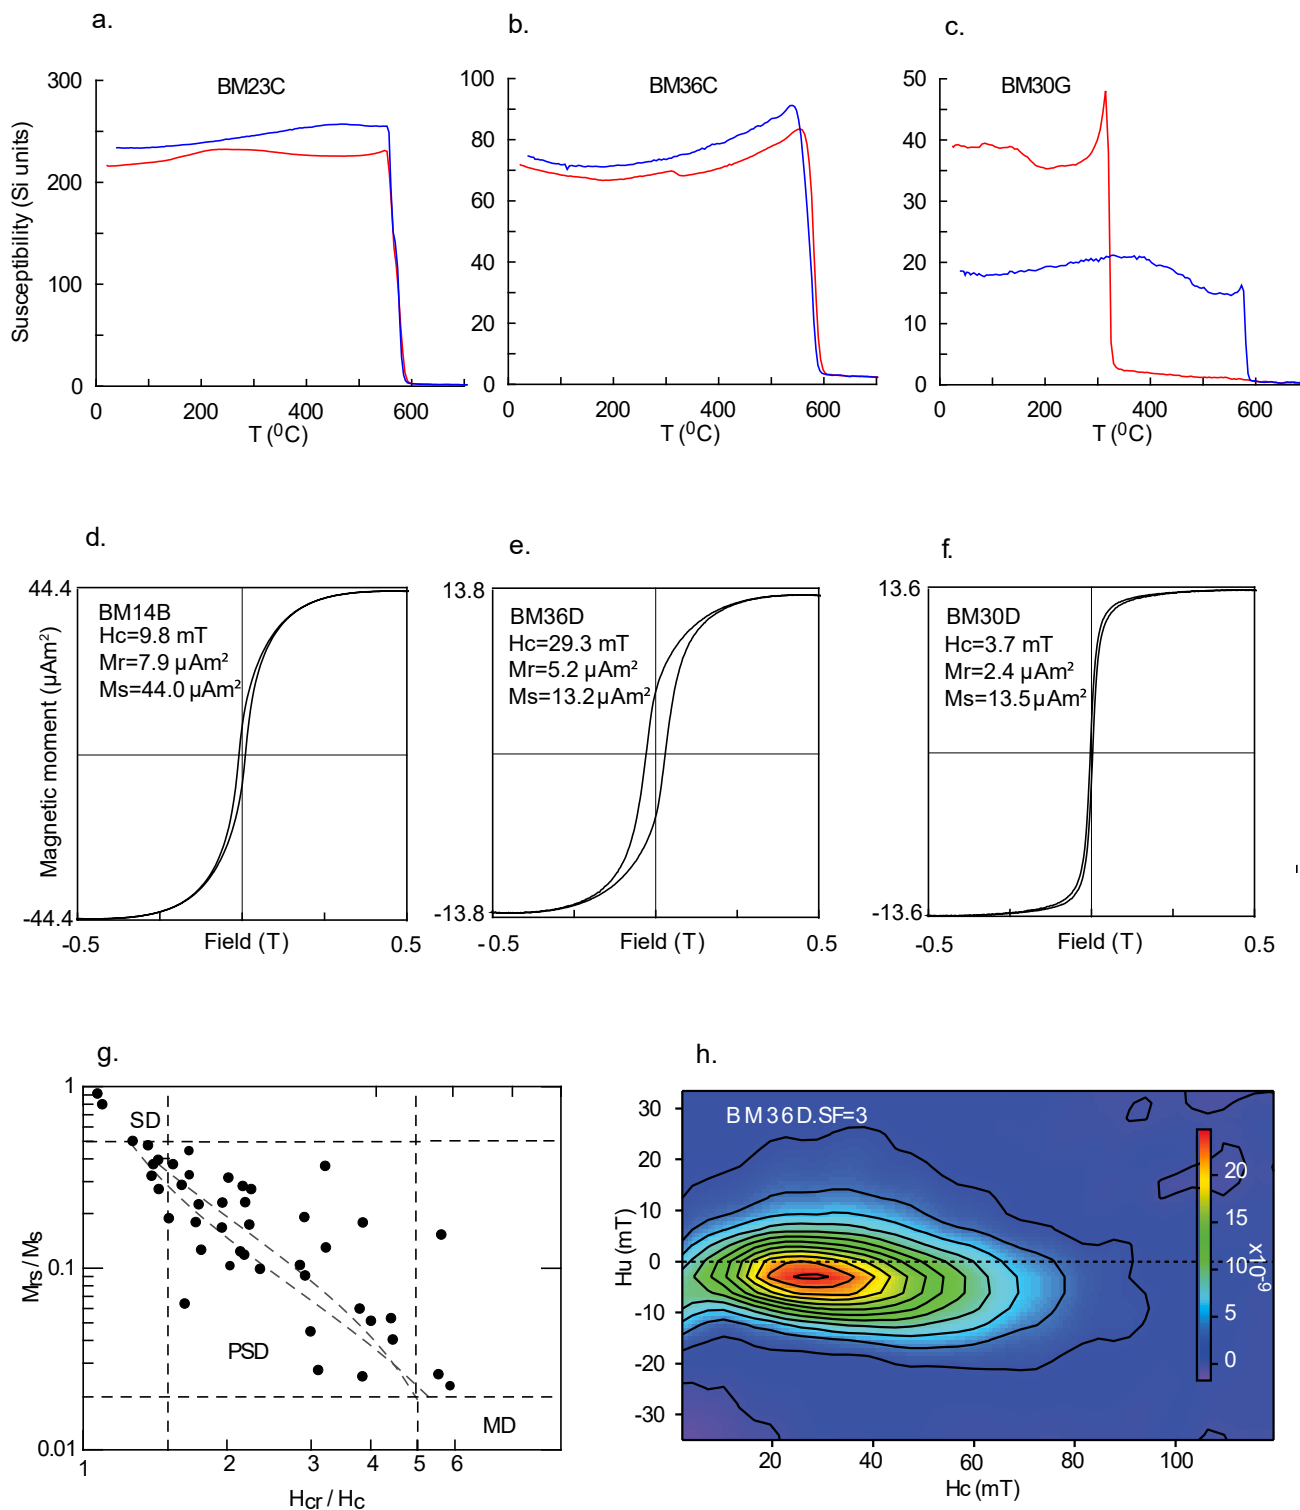 a.
b.
c.
BM23C
BM36C
BM30G
Susceptibility (Si units)
300
200
100
0
0 200 400 600
T (⁰C)
100
80
60
40
20
0
0 200 400 600
T (⁰C)
50
40
30
20
10
0
0 200 400 600
T (⁰C)
d.
e.
f.
Magnetic moment (µAm²)
44.4
BM14B
Hc=9.8 mT
Mr=7.9 µAm²
Ms=44.0 µAm²
-44.4
-0.5 Field (T) 0.5
13.8
BM36D
Hc=29.3 mT
Mr=5.2 µAm²
Ms=13.2 µAm²
-13.8
-0.5 Field (T) 0.5
13.6
BM30D
Hc=3.7 mT
Mr=2.4 µAm²
Ms=13.5 µAm²
-13.6
-0.5 Field (T) 0.5
g.
h.
Mrs/Ms
1
0.1
0.01
SD
PSD
MD
1 2 3 4 5 6
Hcr/Hc
BM36D.SF=3
Hu (mT)
30
20
10
0
-10
-20
-30
20 40 60 80 100
Hc (mT)
20
15
10
5
0
x10⁻⁹